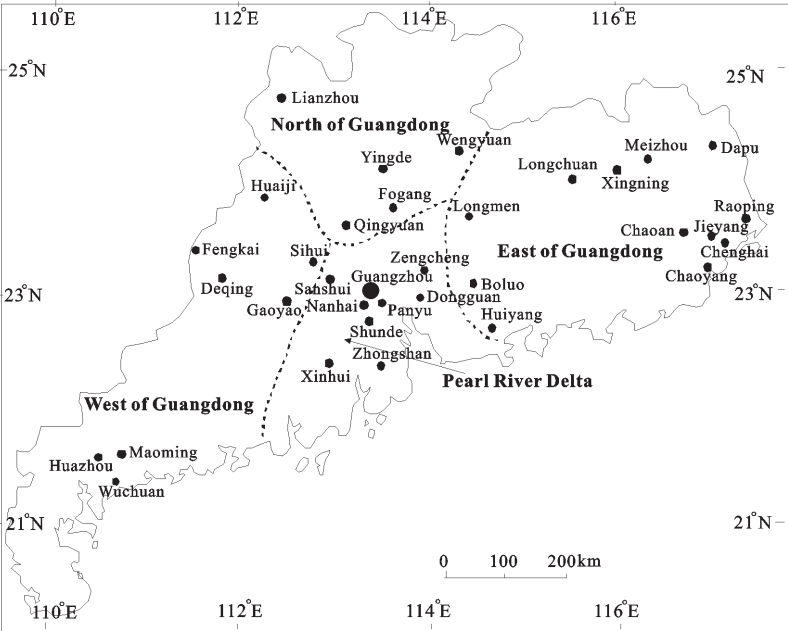 110°E
112°E
114°E
116°E
25°N
25°N
Lianzhou
North of Guangdong
Wengyuan
Meizhou
Dapu
Yingde
Longchuan
Xingning
Huaiji
Fogang
Longmen
Raoping
Qingyuan
Chaoan
Jieyang
Fengkai
Sihui
East of Guangdong
Chenghai
Zengcheng
Chaoyang
Deqing
Sanshui
Guangzhou
Boluo
23°N
23°N
Gaoyao
Nanhai
Panyu
Dongguan
Huiyang
Shunde
Zhongshan
Xinhui
Pearl River Delta
West of Guangdong
Maoming
Huazhou
Wuchuan
21°N
21°N
0 100 200km
110°E
112°E
114°E
116°E